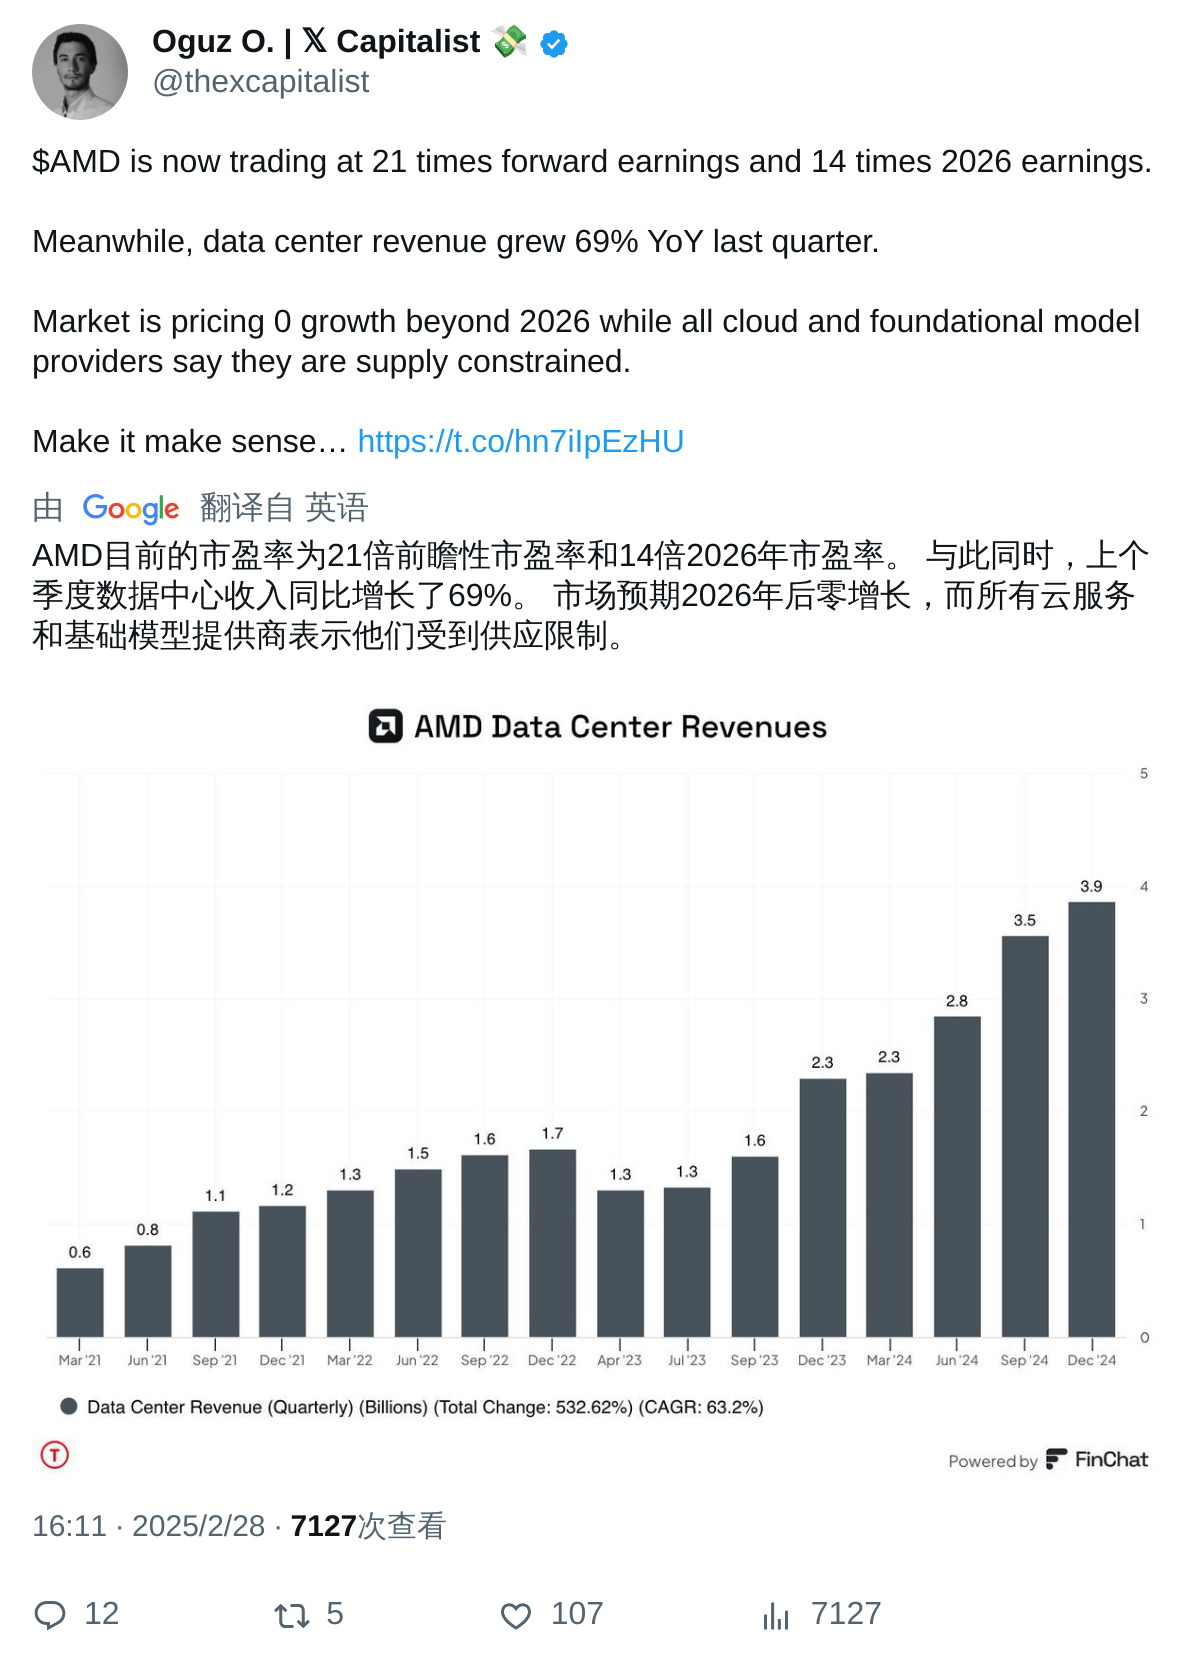 Oguz O. | 𝕏 Capitalist 💸
@thexcapitalist
$AMD is now trading at 21 times forward earnings and 14 times 2026 earnings.
Meanwhile, data center revenue grew 69% YoY last quarter.
Market is pricing 0 growth beyond 2026 while all cloud and foundational model
providers say they are supply constrained.
Make it make sense… https://t.co/hn7iIpEzHU
由 Google 翻译自 英语
AMD目前的市盈率为21倍前瞻性市盈率和14倍2026年市盈率。 与此同时，上个
季度数据中心收入同比增长了69%。 市场预期2026年后零增长，而所有云服务
和基础模型提供商表示他们受到供应限制。
AMD Data Center Revenues
5
4
3
2
1
0
0.6
0.8
1.1
1.2
1.3
1.5
1.6
1.7
1.3
1.3
1.6
2.3
2.3
2.8
3.5
3.9
Mar '21 Jun '21 Sep '21 Dec '21 Mar '22 Jun '22 Sep '22 Dec '22 Apr '23 Jul '23 Sep '23 Dec '23 Mar '24 Jun '24 Sep '24 Dec '24
Data Center Revenue (Quarterly) (Billions) (Total Change: 532.62%) (CAGR: 63.2%)
T
Powered by FinChat
16:11 · 2025/2/28 · 7127次查看
12 5 107 7127